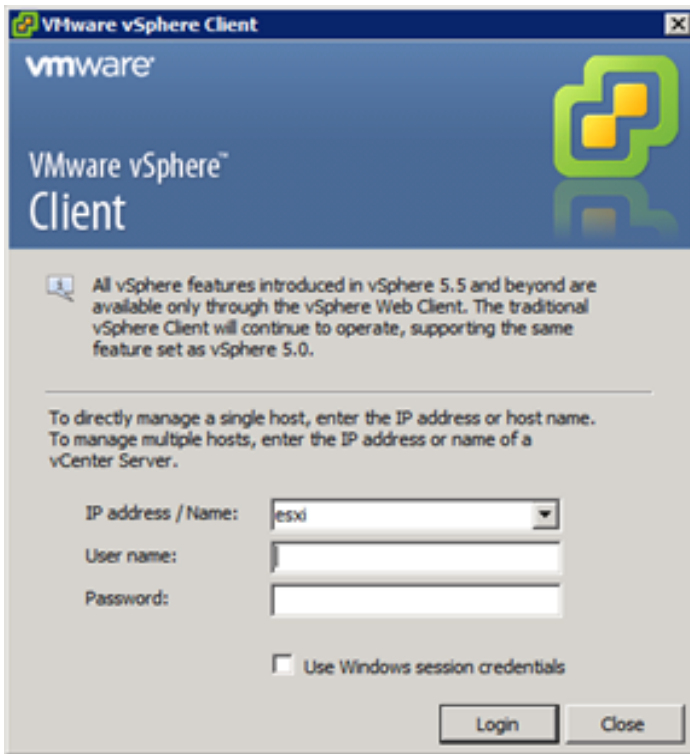 VMware vSphere Client
vmware®
VMware vSphere™
Client
All vSphere features introduced in vSphere 5.5 and beyond are
available only through the vSphere Web Client. The traditional
vSphere Client will continue to operate, supporting the same
feature set as vSphere 5.0.
To directly manage a single host, enter the IP address or host name.
To manage multiple hosts, enter the IP address or name of a
vCenter Server.
IP address / Name: esxi
User name:
Password:
Use Windows session credentials
Login Close